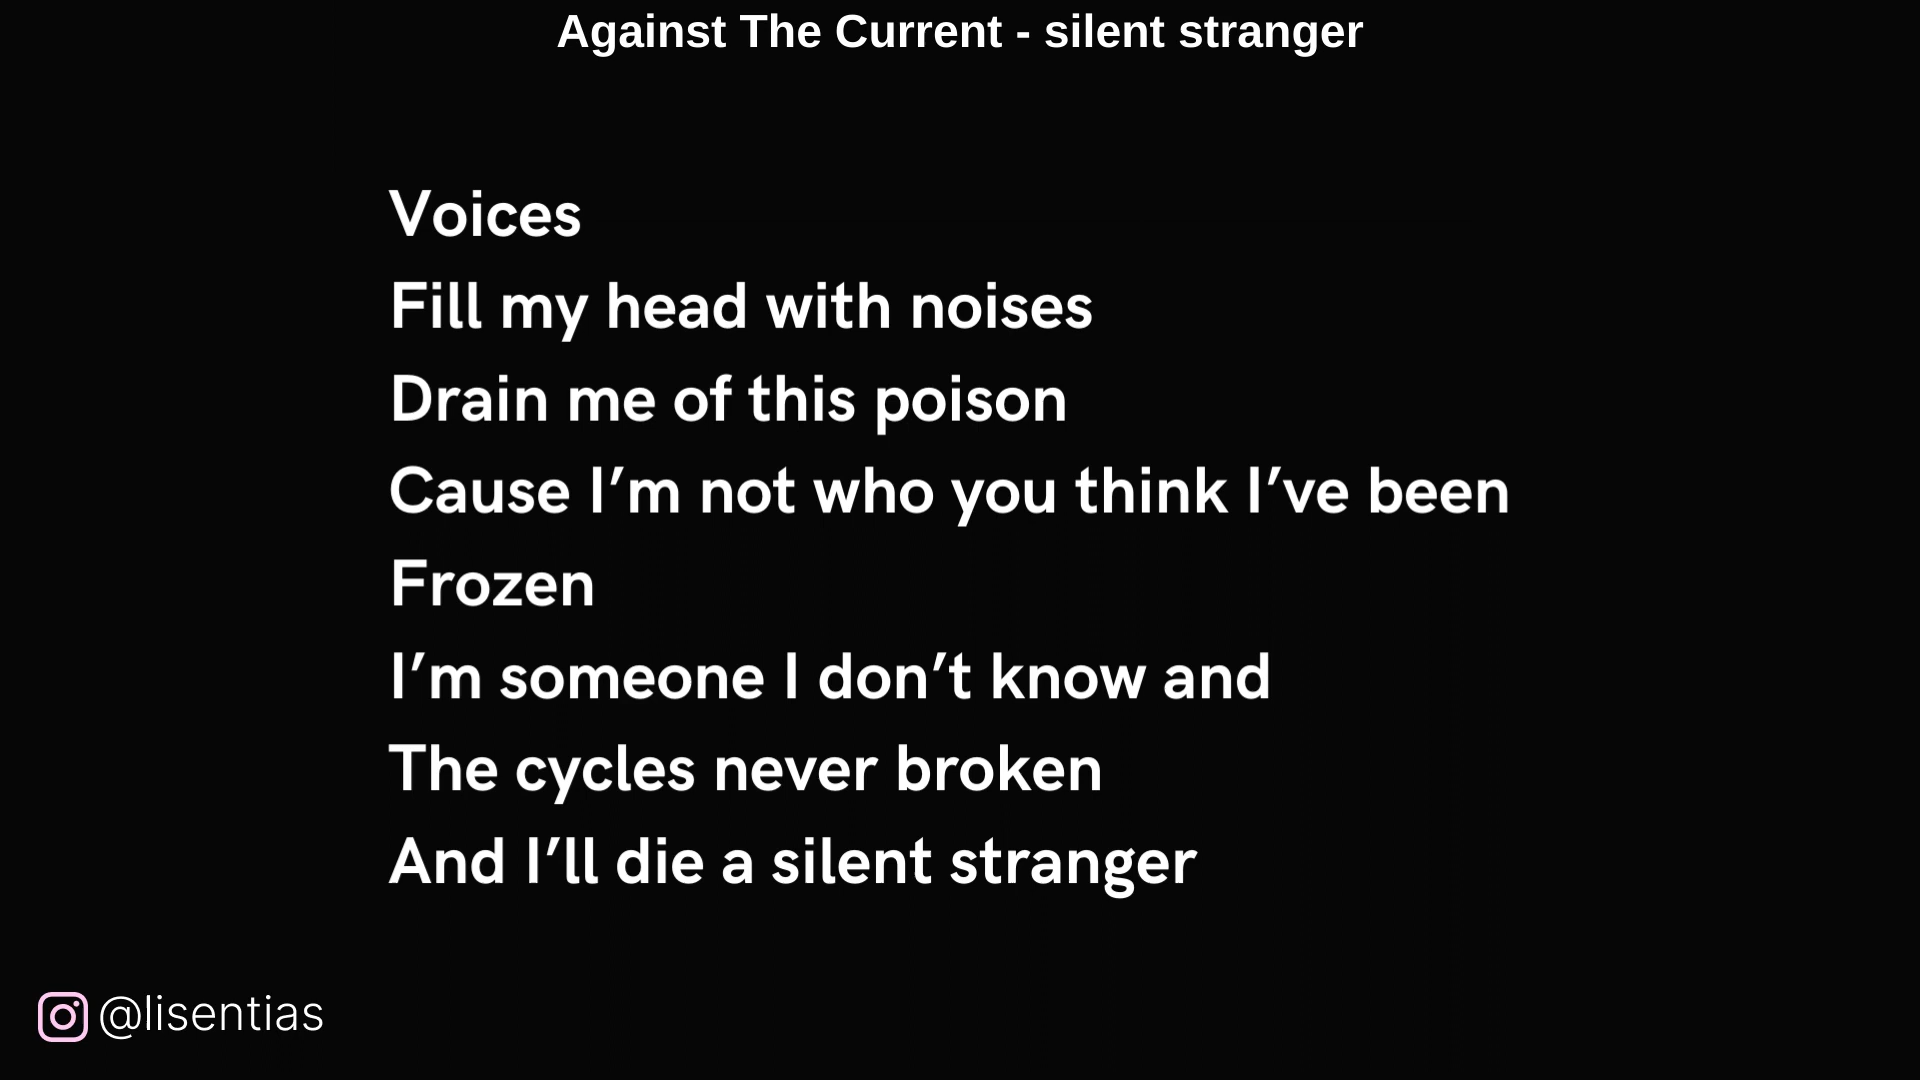 Against The Current - silent stranger
Voices
Fill my head with noises
Drain me of this poison
Cause I’m not who you think I’ve been
Frozen
I’m someone I don’t know and
The cycles never broken
And I’ll die a silent stranger
@lisentias